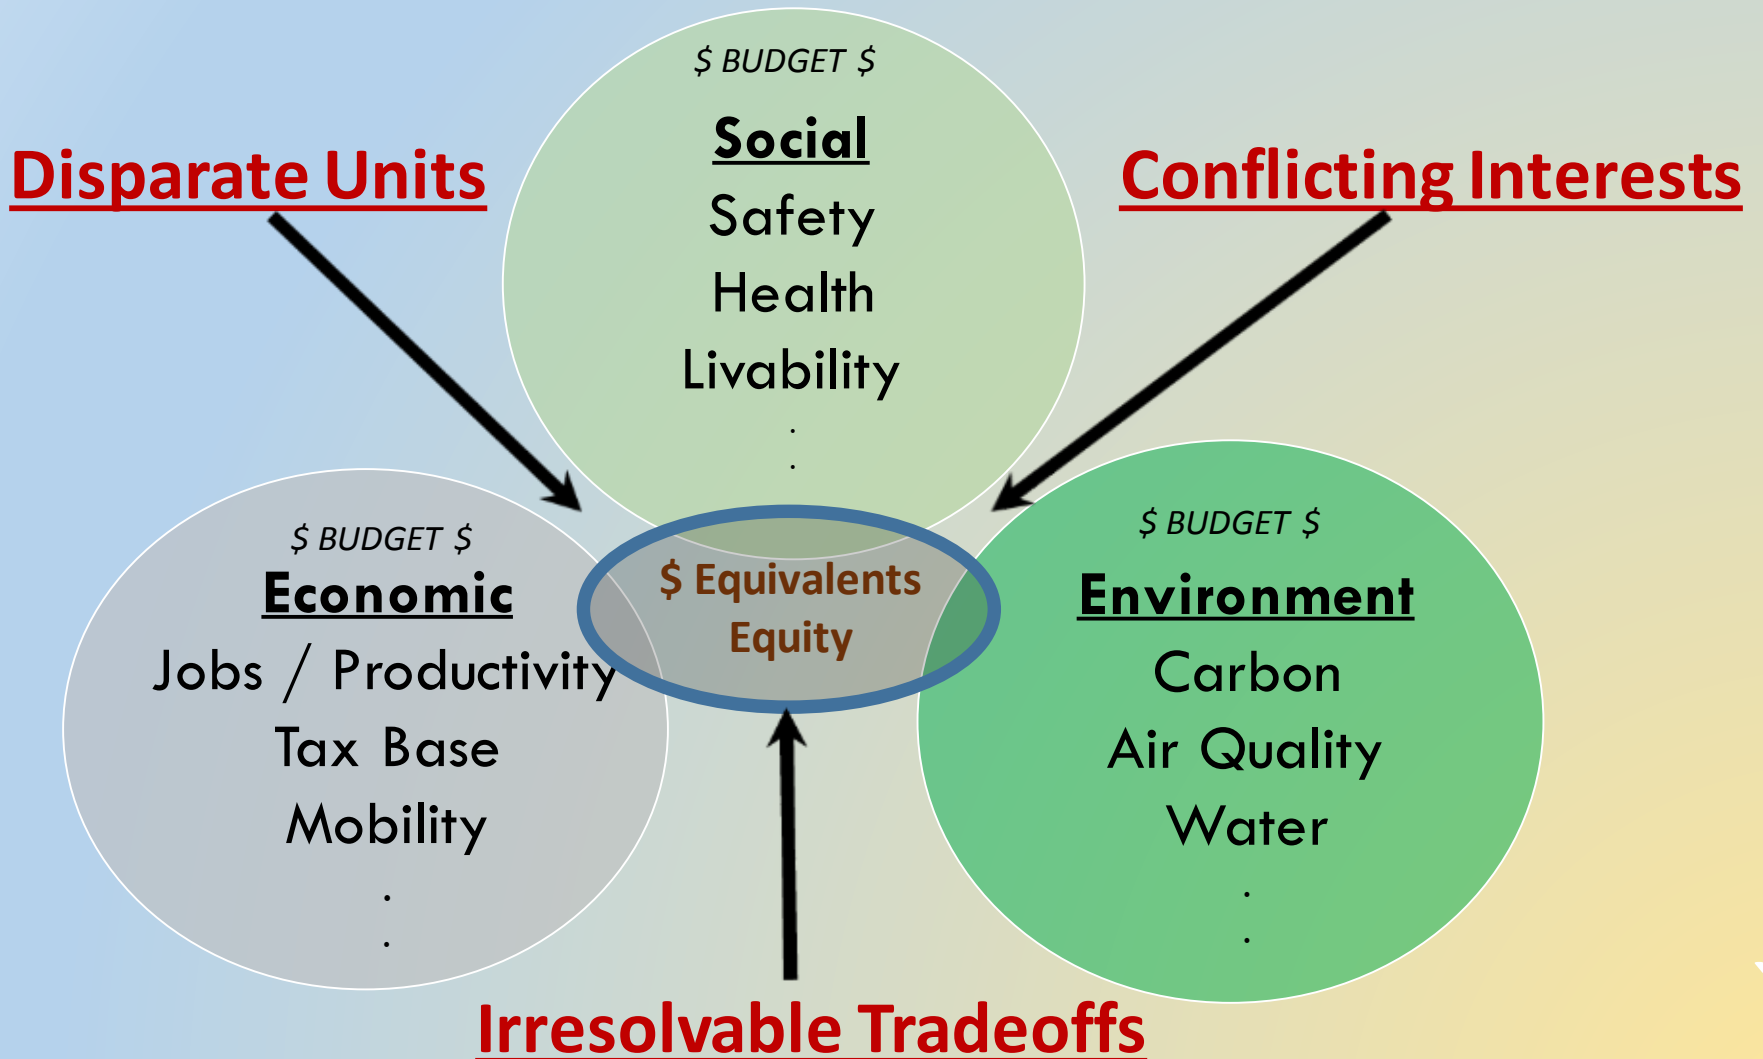 $ BUDGET $
Social
Safety
Health
Livability
.
.
Disparate Units
Conflicting Interests
$ BUDGET $
Economic
Jobs / Productivity
Tax Base
Mobility
.
.
$ Equivalents
Equity
$ BUDGET $
Environment
Carbon
Air Quality
Water
.
.
Irresolvable Tradeoffs